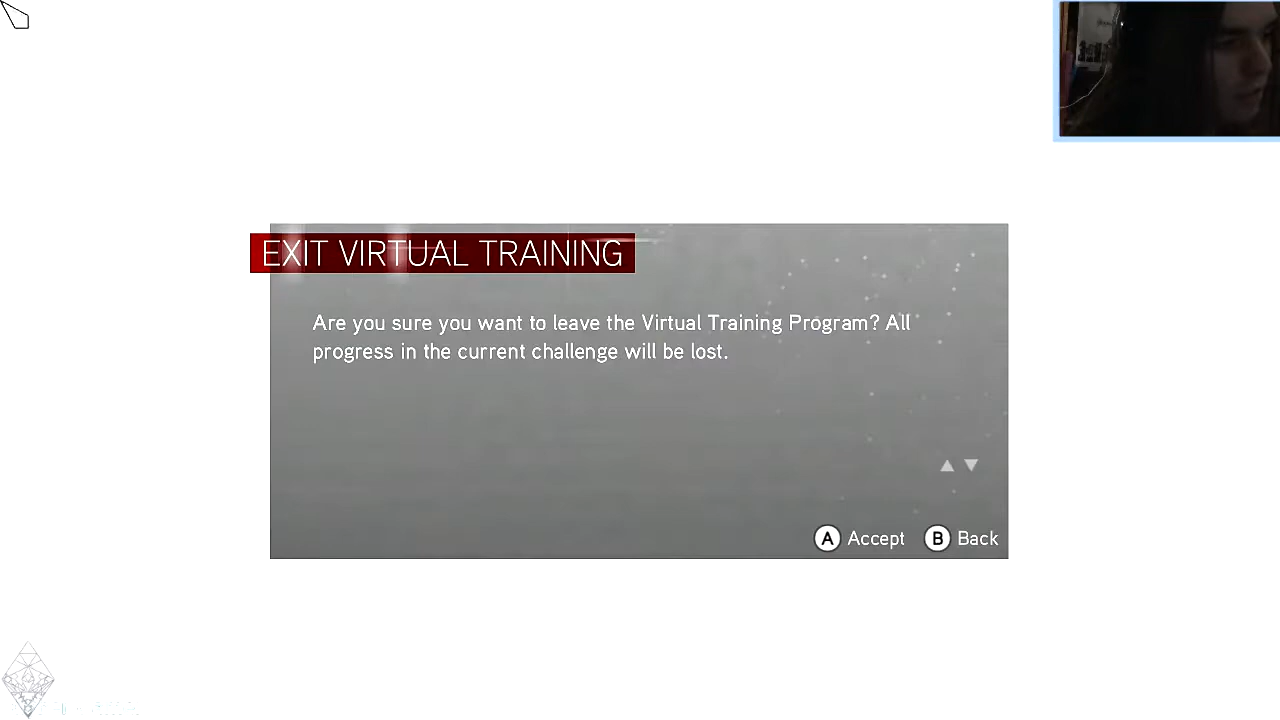 EXIT VIRTUAL TRAINING
Are you sure you want to leave the Virtual Training Program? All
progress in the current challenge will be lost.
A Accept B Back